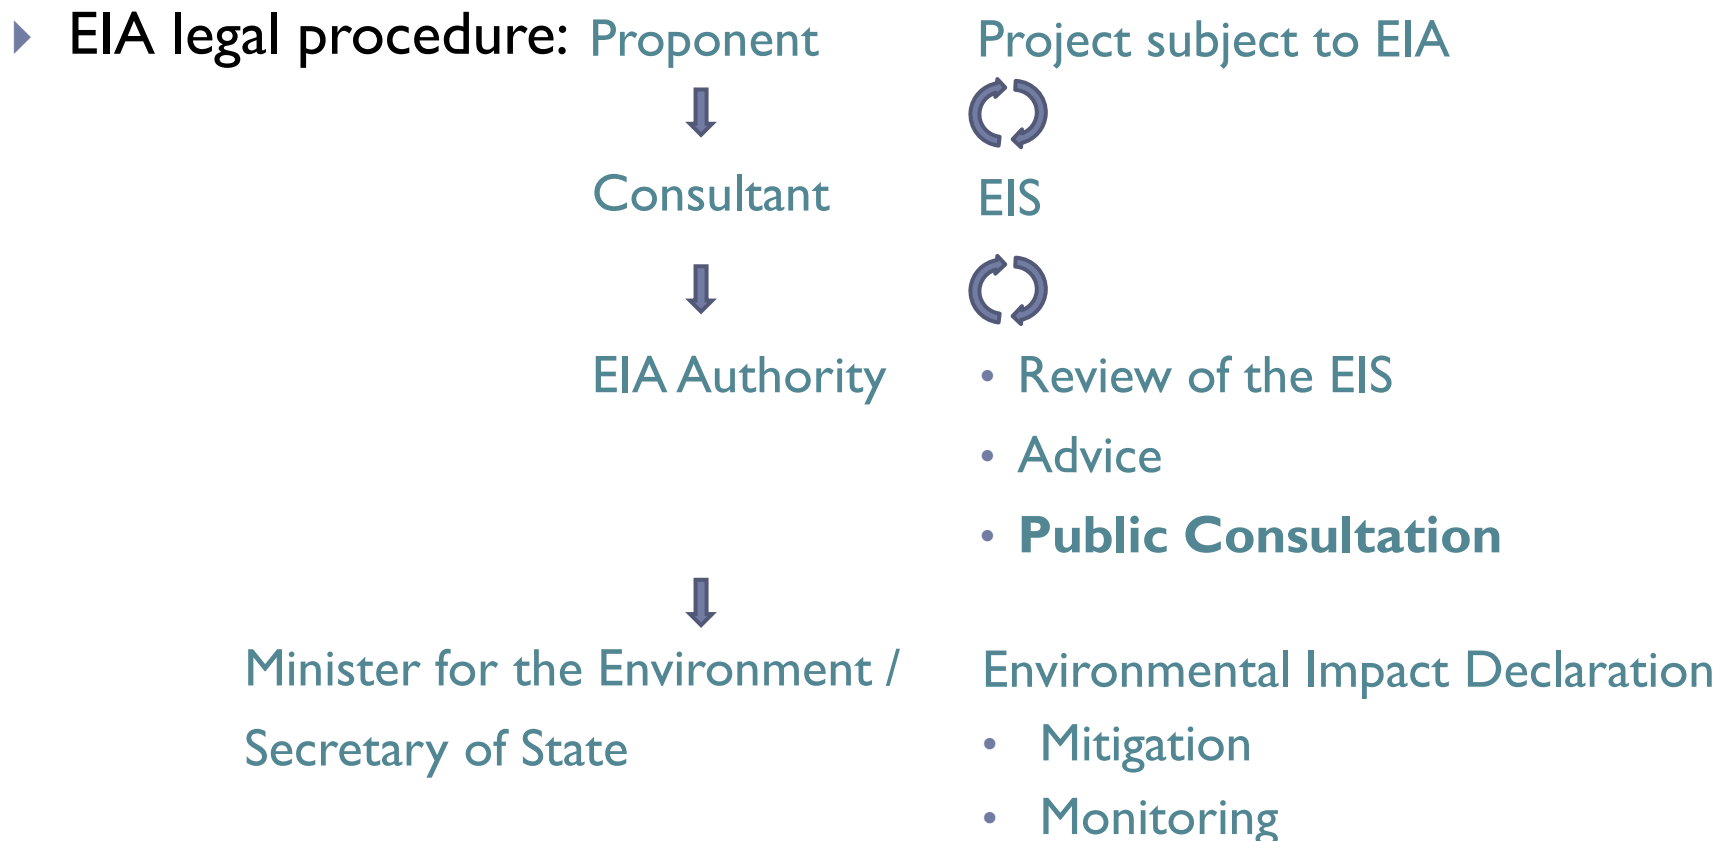 EIA legal procedure: Proponent Project subject to EIA
Consultant EIS
EIA Authority • Review of the EIS
• Advice
• Public Consultation
Minister for the Environment / Environmental Impact Declaration
Secretary of State • Mitigation
• Monitoring